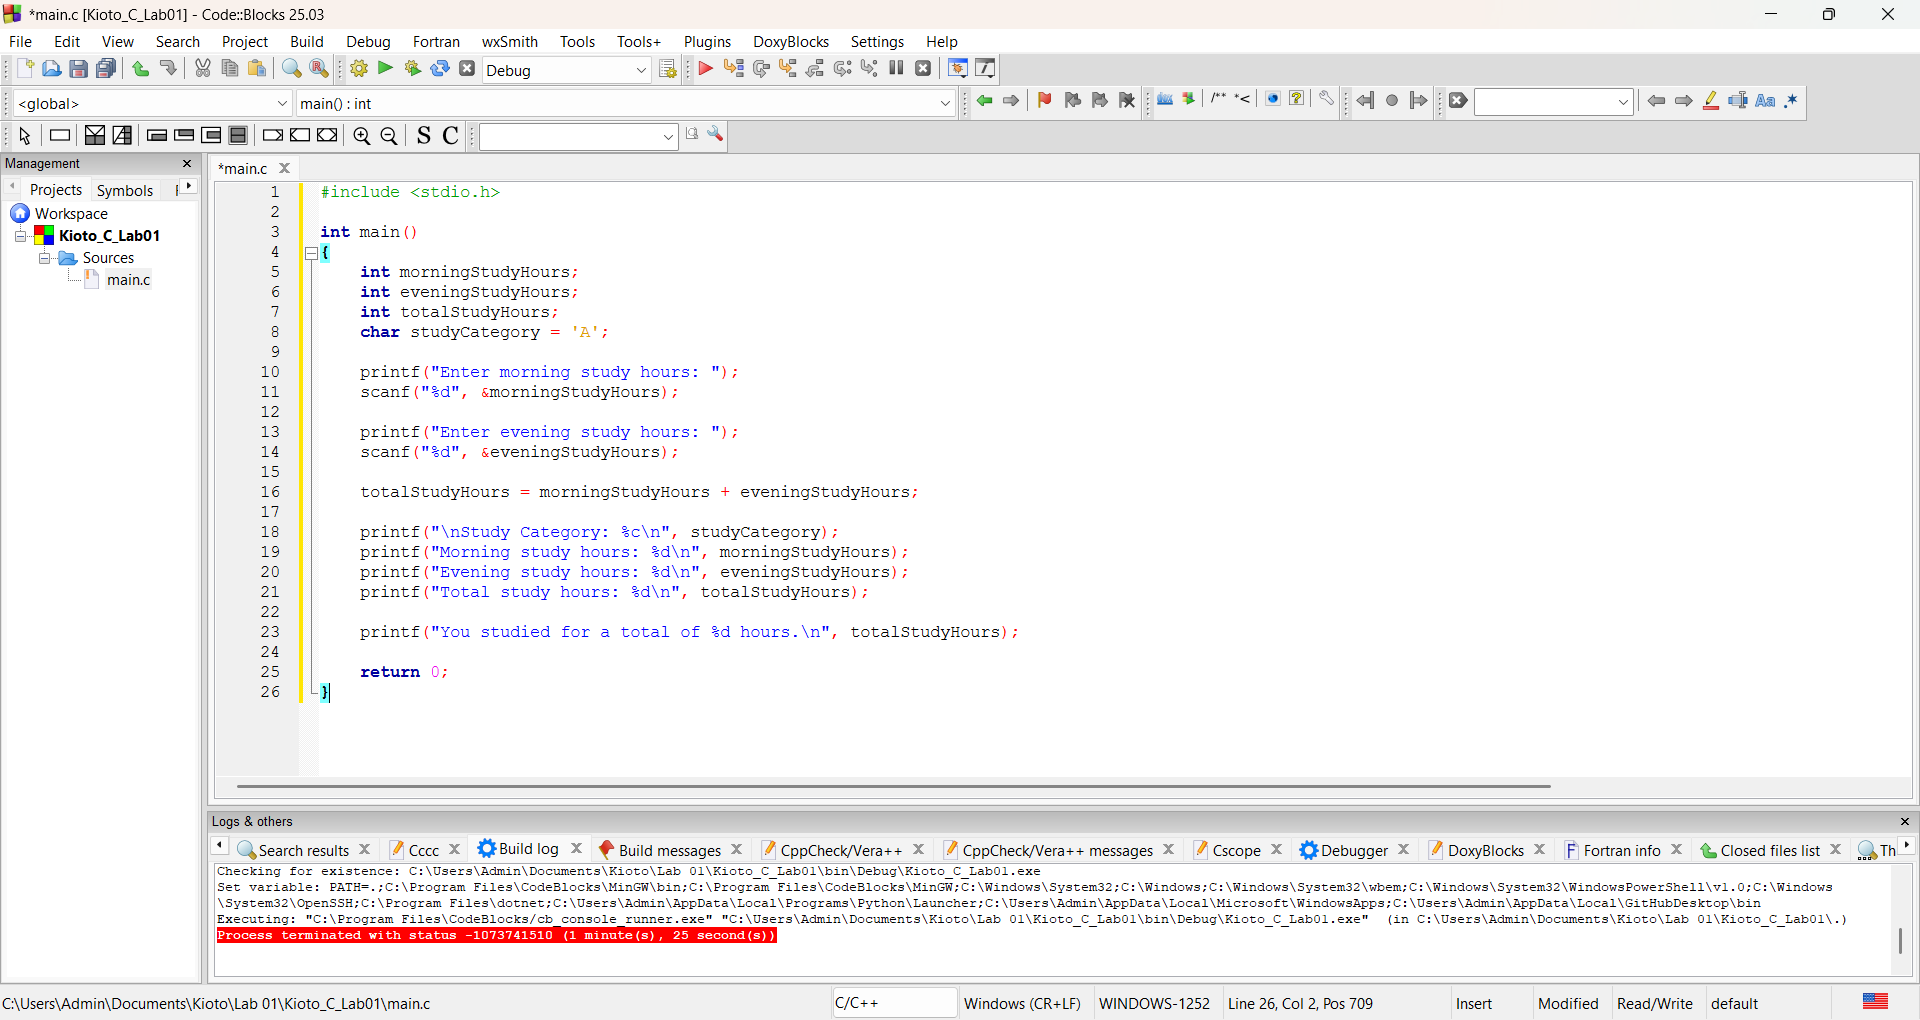 *main.c [Kioto_C_Lab01] - Code::Blocks 25.03
File Edit View Search Project Build Debug Fortran wxSmith Tools Tools+ Plugins DoxyBlocks Settings Help
Debug
<global> main() : int
/** *<
Aa .*
S C
Management
*main.c
Projects Symbols
Workspace
Kioto_C_Lab01
Sources
main.c
1 #include <stdio.h>
2
3 int main()
4 {
5 int morningStudyHours;
6 int eveningStudyHours;
7 int totalStudyHours;
8 char studyCategory = 'A';
9
10 printf("Enter morning study hours: ");
11 scanf("%d", &morningStudyHours);
12
13 printf("Enter evening study hours: ");
14 scanf("%d", &eveningStudyHours);
15
16 totalStudyHours = morningStudyHours + eveningStudyHours;
17
18 printf("\nStudy Category: %c\n", studyCategory);
19 printf("Morning study hours: %d\n", morningStudyHours);
20 printf("Evening study hours: %d\n", eveningStudyHours);
21 printf("Total study hours: %d\n", totalStudyHours);
22
23 printf("You studied for a total of %d hours.\n", totalStudyHours);
24
25 return 0;
26 }
Logs & others
Search results Cccc Build log Build messages CppCheck/Vera++ CppCheck/Vera++ messages Cscope Debugger DoxyBlocks Fortran info Closed files list Th
Checking for existence: C:\Users\Admin\Documents\Kioto\Lab 01\Kioto_C_Lab01\bin\Debug\Kioto_C_Lab01.exe
Set variable: PATH=.;C:\Program Files\CodeBlocks\MinGW\bin;C:\Program Files\CodeBlocks\MinGW;C:\Windows\System32;C:\Windows;C:\Windows\System32\wbem;C:\Windows\System32\WindowsPowerShell\v1.0;C:\Windows
\System32\OpenSSH;C:\Program Files\dotnet;C:\Users\Admin\AppData\Local\Programs\Python\Launcher;C:\Users\Admin\AppData\Local\Microsoft\WindowsApps;C:\Users\Admin\AppData\Local\GitHubDesktop\bin
Executing: "C:\Program Files\CodeBlocks/cb_console_runner.exe" "C:\Users\Admin\Documents\Kioto\Lab 01\Kioto_C_Lab01\bin\Debug\Kioto_C_Lab01.exe" (in C:\Users\Admin\Documents\Kioto\Lab 01\Kioto_C_Lab01\.)
Process terminated with status -1073741510 (1 minute(s), 25 second(s))
C:\Users\Admin\Documents\Kioto\Lab 01\Kioto_C_Lab01\main.c C/C++ Windows (CR+LF) WINDOWS-1252 Line 26, Col 2, Pos 709 Insert Modified Read/Write default